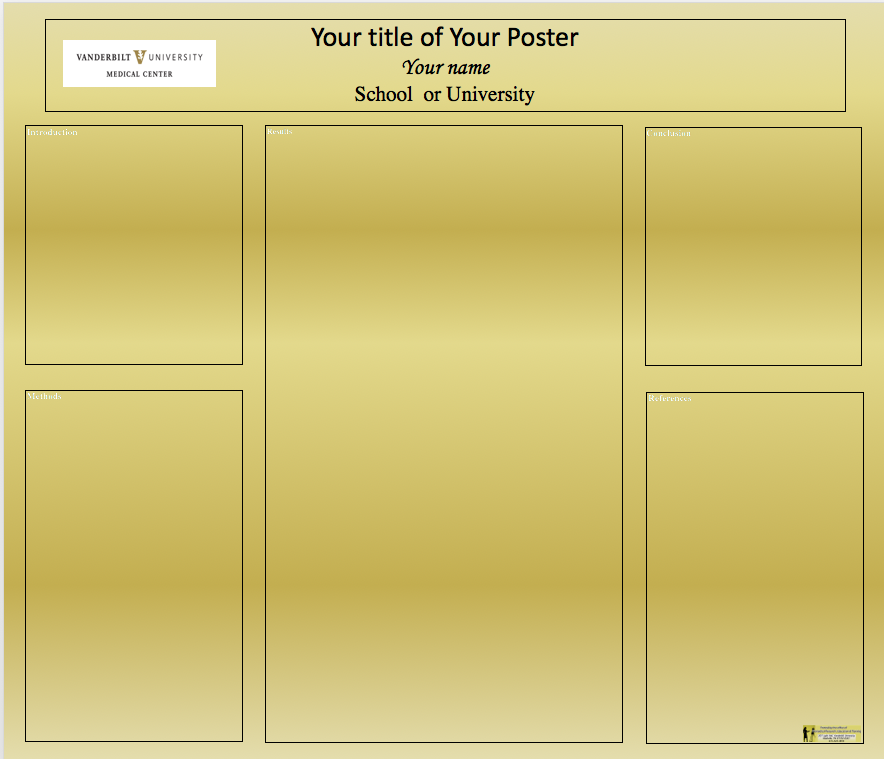 Your title of Your Poster
VANDERBILT V UNIVERSITY
MEDICAL CENTER
Your name
School or University
Introduction
Results
Conclusion
Methods
References